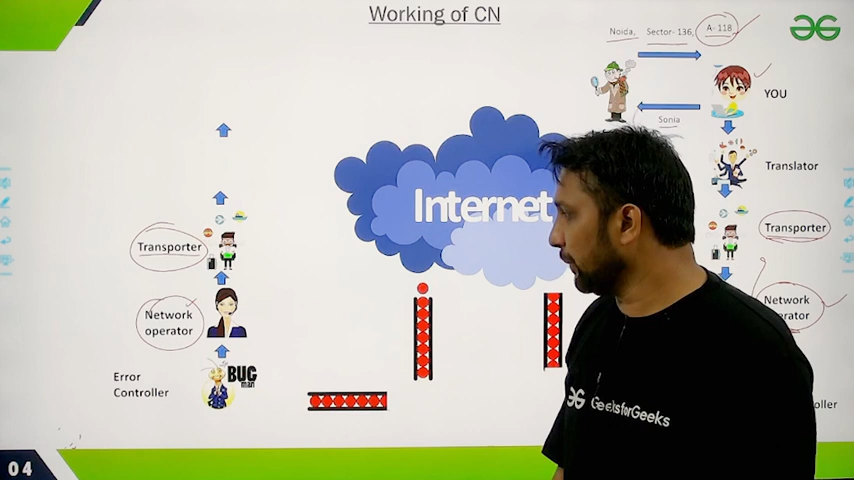 Working of CN
Noida, Sector- 136, A- 118
YOU
Sonia
Translator
Internet
Transporter
Transporter
Network
operator
Network
erator
BUG
man
Error
Controller
oller
GeeksforGeeks
04